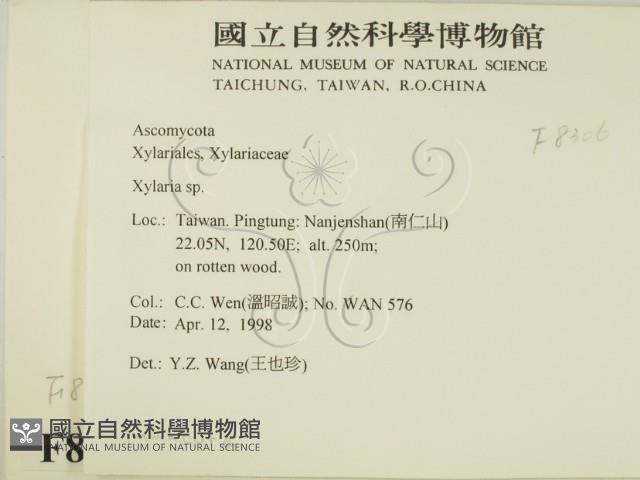 國立自然科學博物館
NATIONAL MUSEUM OF NATURAL SCIENCE
TAICHUNG, TAIWAN, R.O.CHINA
F8306
Ascomycota
Xylariales, Xylariaceae
Xylaria sp.
Loc.: Taiwan. Pingtung: Nanjenshan(南仁山)
22.05N, 120.50E; alt. 250m;
on rotten wood.
Col.: C.C. Wen(溫昭誠); No. WAN 576
Date: Apr. 12, 1998
Det.: Y.Z. Wang(王也珍)
F8
國立自然科學博物館
NATIONAL MUSEUM OF NATURAL SCIENCE
F8